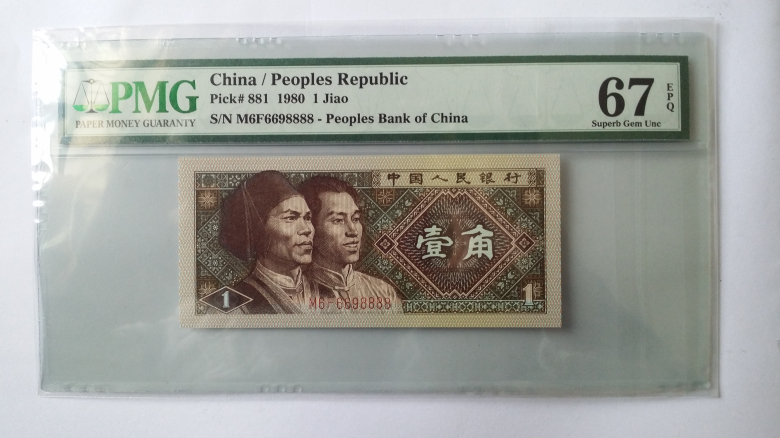 PMG
PAPER MONEY GUARANTY
China / Peoples Republic
Pick# 881 1980 1 Jiao
S/N M6F6698888 - Peoples Bank of China
67
EPQ
Superb Gem Unc
中国人民银行
壹角
1
M6F6698888
1